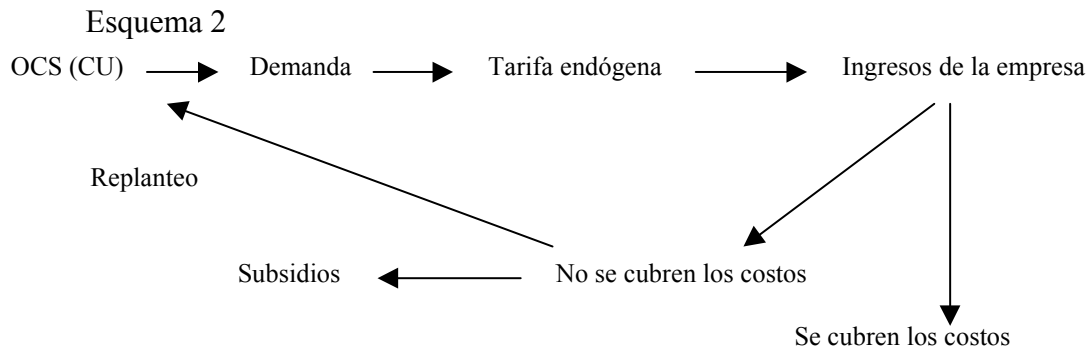 Esquema 2
OCS (CU) Demanda Tarifa endógena Ingresos de la empresa
Replanteo
Subsidios No se cubren los costos
Se cubren los costos